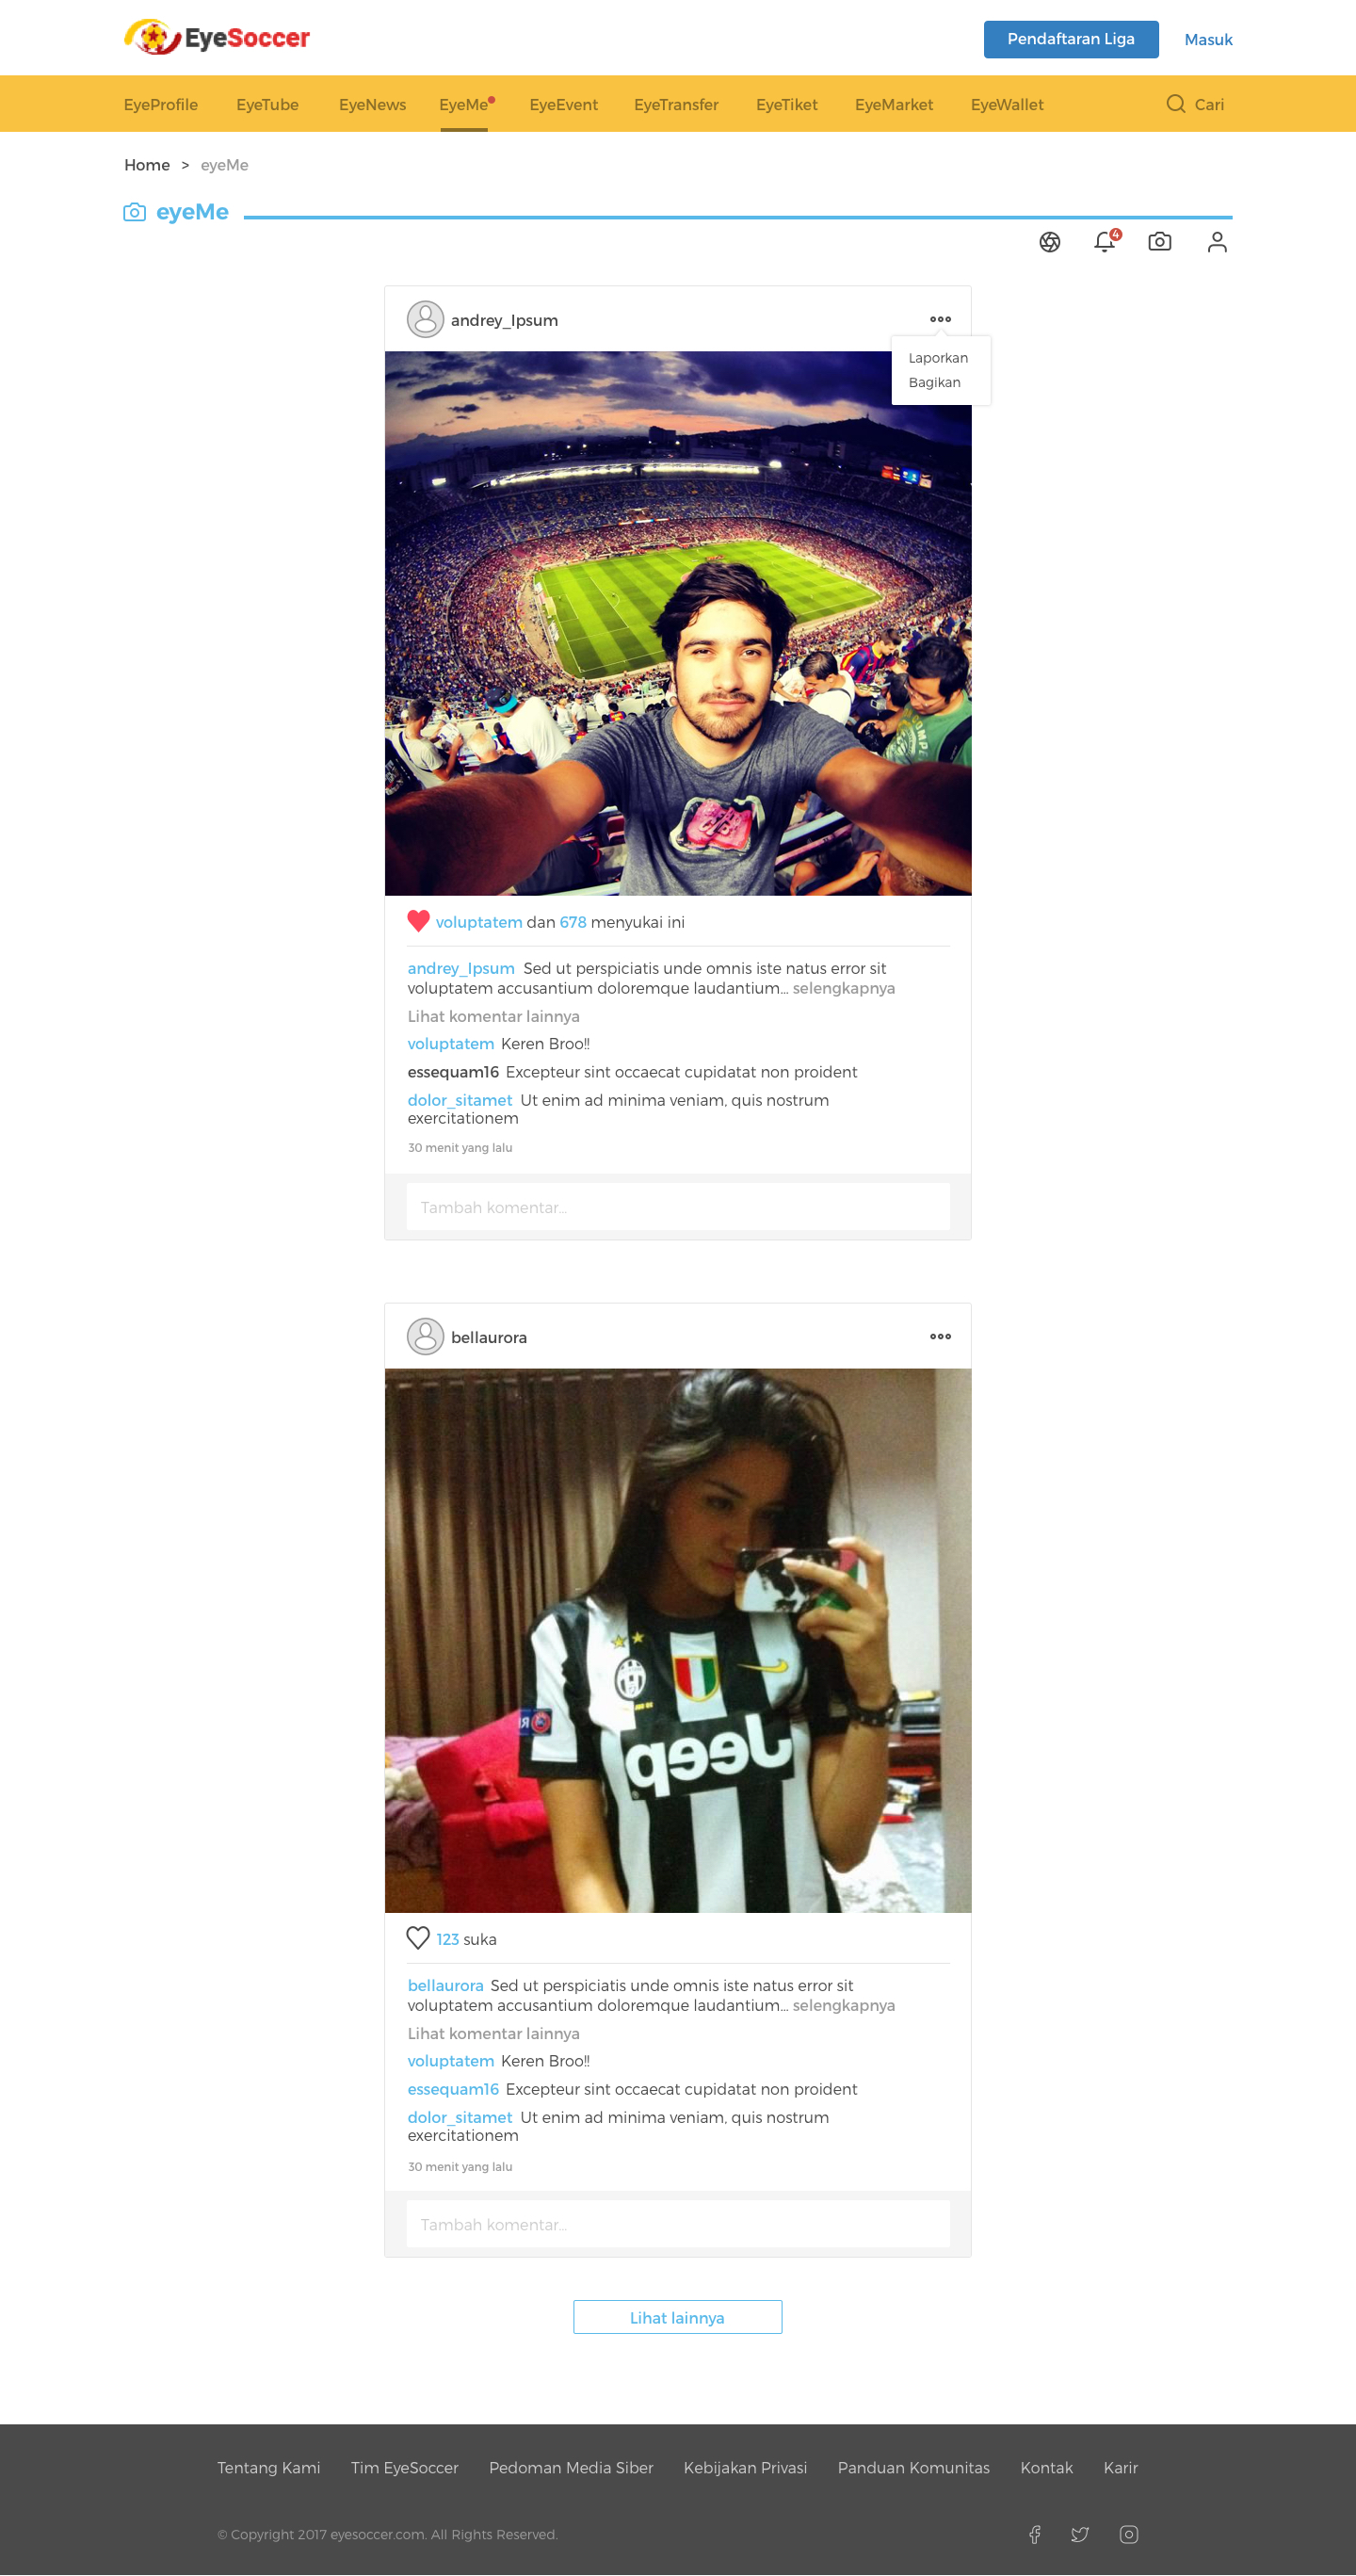 EyeSoccer
Pendaftaran Liga
Masuk
EyeProfile EyeTube EyeNews EyeMe EyeEvent EyeTransfer EyeTiket EyeMarket EyeWallet Cari
Home > eyeMe
eyeMe
4
andrey_Ipsum
Laporkan
Bagikan
voluptatem dan 678 menyukai ini
andrey_Ipsum Sed ut perspiciatis unde omnis iste natus error sit
voluptatem accusantium doloremque laudantium... selengkapnya
Lihat komentar lainnya
voluptatem Keren Broo!!
essequam16 Excepteur sint occaecat cupidatat non proident
dolor_sitamet Ut enim ad minima veniam, quis nostrum
exercitationem
30 menit yang lalu
Tambah komentar...
bellaurora
Jeep
123 suka
bellaurora Sed ut perspiciatis unde omnis iste natus error sit
voluptatem accusantium doloremque laudantium... selengkapnya
Lihat komentar lainnya
voluptatem Keren Broo!!
essequam16 Excepteur sint occaecat cupidatat non proident
dolor_sitamet Ut enim ad minima veniam, quis nostrum
exercitationem
30 menit yang lalu
Tambah komentar...
Lihat lainnya
Tentang Kami Tim EyeSoccer Pedoman Media Siber Kebijakan Privasi Panduan Komunitas Kontak Karir
© Copyright 2017 eyesoccer.com. All Rights Reserved.